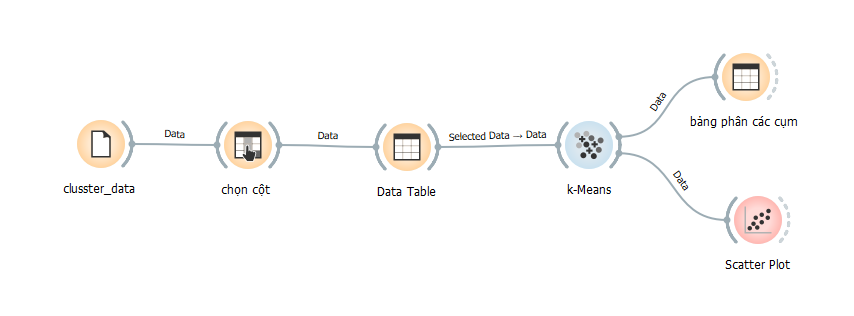 Data
bảng phân các cụm
Data
Data
Selected Data → Data
clusster_data
chọn cột
Data Table
k-Means
Data
Scatter Plot